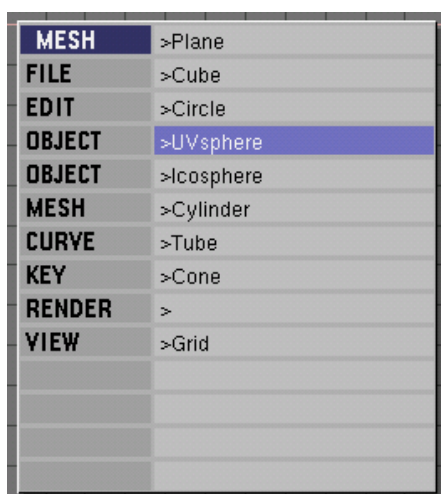 MESH >Plane
FILE >Cube
EDIT >Circle
OBJECT >UVsphere
OBJECT >Icosphere
MESH >Cylinder
CURVE >Tube
KEY >Cone
RENDER >
VIEW >Grid